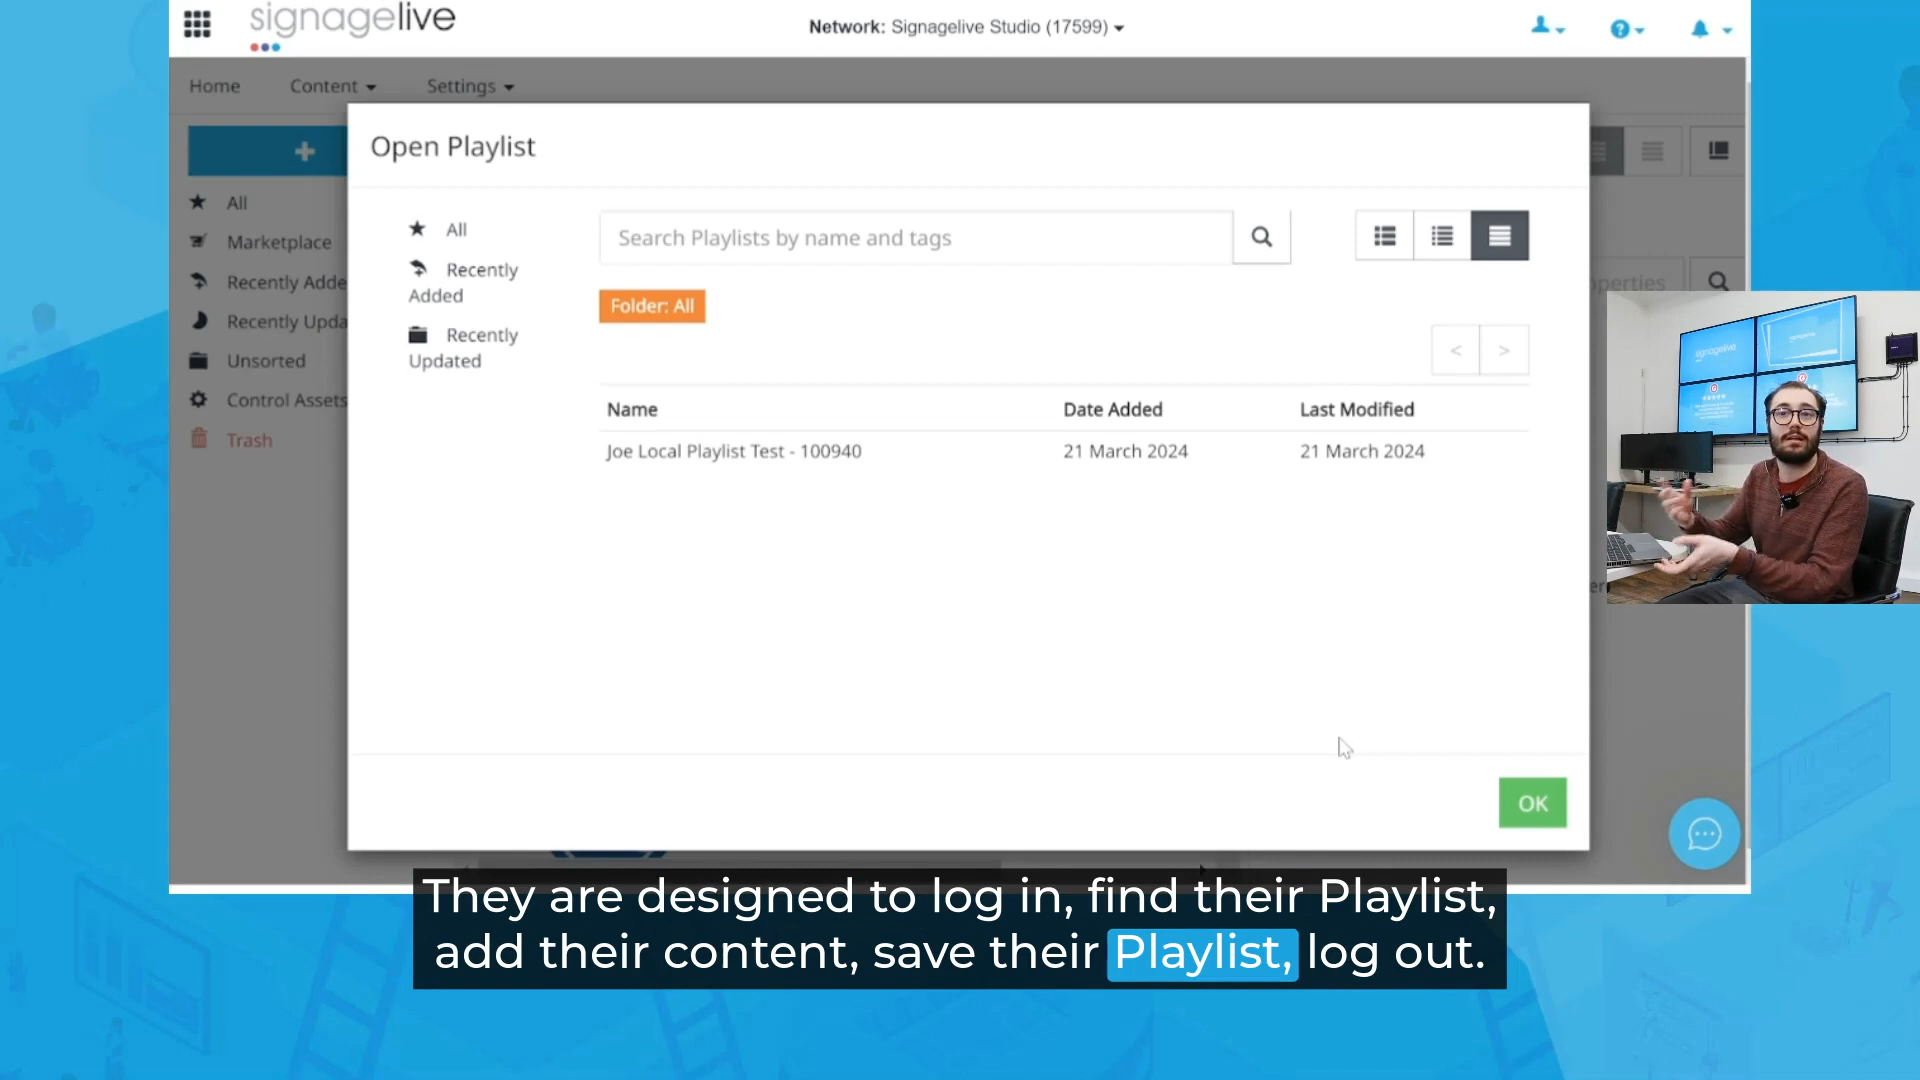 signagelive
Network: Signagelive Studio (17599)
Home
Content
Settings
Open Playlist
All
Marketplace
Recently Adde
Recently Upda
Unsorted
Control Assets
Trash
All
Recently
Added
Recently
Updated
Search Playlists by name and tags
Folder: All
< >
Name Date Added Last Modified
Joe Local Playlist Test - 100940 21 March 2024 21 March 2024
OK
perties
signagelive
They are designed to log in, find their Playlist,
add their content, save their Playlist, log out.